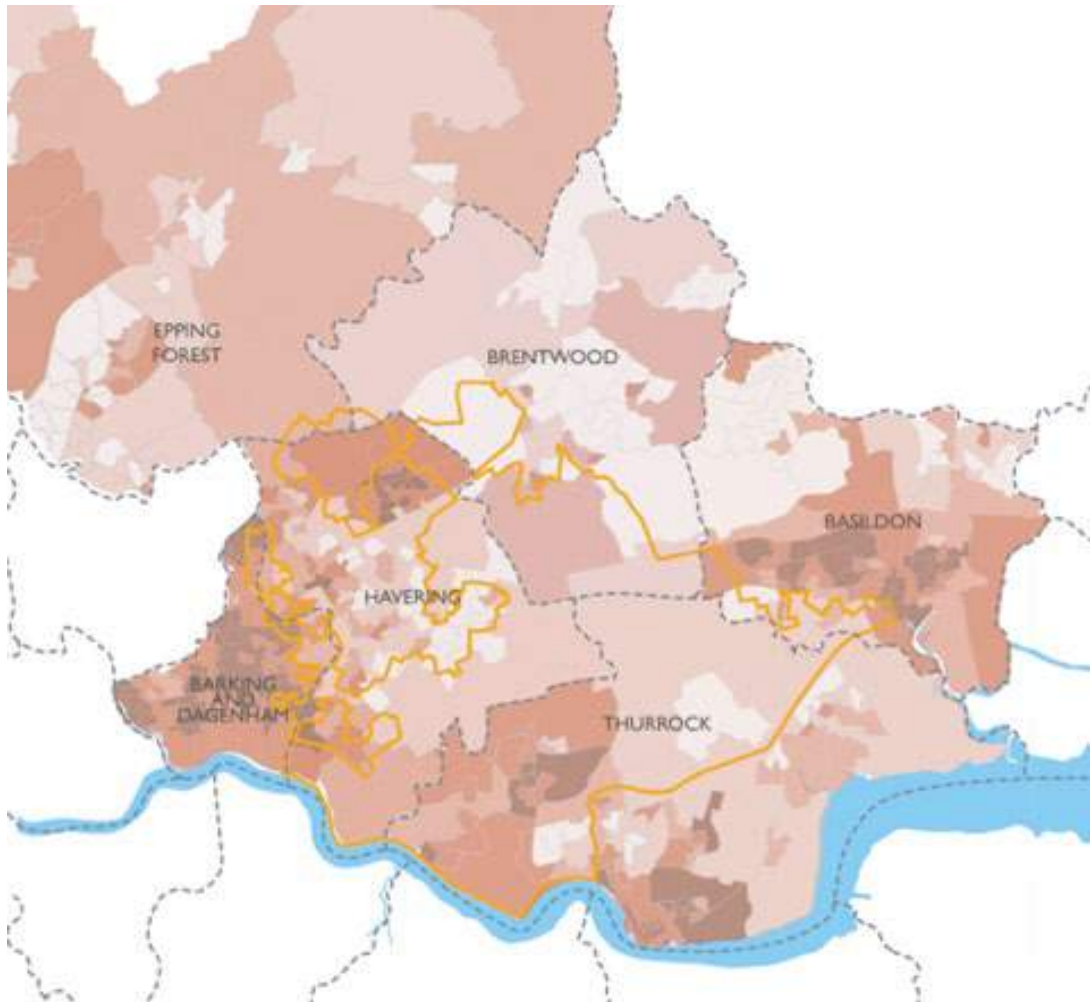 EPPING
FOREST
BRENTWOOD
BASILDON
HAVERING
BARKING
AND
DAGENHAM
THURROCK